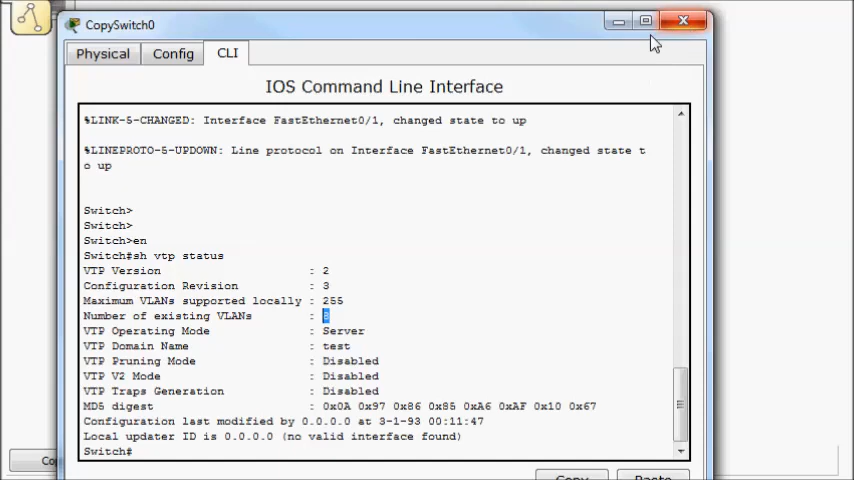 CopySwitch0
Physical Config CLI
IOS Command Line Interface
%LINK-5-CHANGED: Interface FastEthernet0/1, changed state to up
%LINEPROTO-5-UPDOWN: Line protocol on Interface FastEthernet0/1, changed state t
o up
Switch>
Switch>
Switch>en
Switch#sh vtp status
VTP Version : 2
Configuration Revision : 3
Maximum VLANs supported locally : 255
Number of existing VLANs : 8
VTP Operating Mode : Server
VTP Domain Name : test
VTP Pruning Mode : Disabled
VTP V2 Mode : Disabled
VTP Traps Generation : Disabled
MD5 digest : 0x0A 0x97 0x86 0x85 0xA6 0xAF 0x10 0x67
Configuration last modified by 0.0.0.0 at 3-1-93 00:11:47
Local updater ID is 0.0.0.0 (no valid interface found)
Switch#
Copy Paste